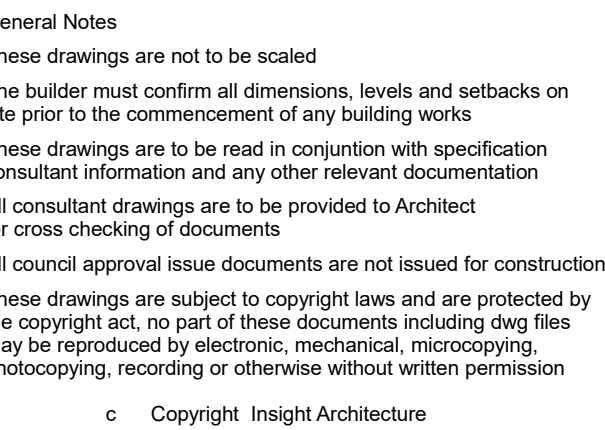 eneral Notes
hese drawings are not to be scaled
he builder must confirm all dimensions, levels and setbacks on
te prior to the commencement of any building works
hese drawings are to be read in conjuntion with specification
onsultant information and any other relevant documentation
ll consultant drawings are to be provided to Architect
r cross checking of documents
ll council approval issue documents are not issued for construction
hese drawings are subject to copyright laws and are protected by
e copyright act, no part of these documents including dwg files
ay be reproduced by electronic, mechanical, microcopying,
hotocopying, recording or otherwise without written permission
c Copyright Insight Architecture